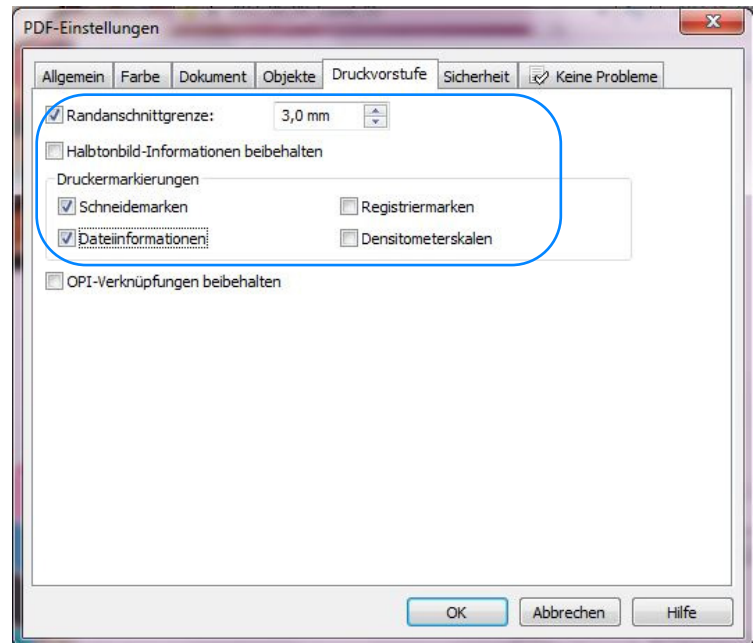 PDF-Einstellungen
Allgemein Farbe Dokument Objekte Druckvorstufe Sicherheit Keine Probleme
Randanschnittgrenze: 3,0 mm
Halbtonbild-Informationen beibehalten
Druckermarkierungen
Schneidemarken Registriermarken
Dateiinformationen Densitometerskalen
OPI-Verknüpfungen beibehalten
OK Abbrechen Hilfe